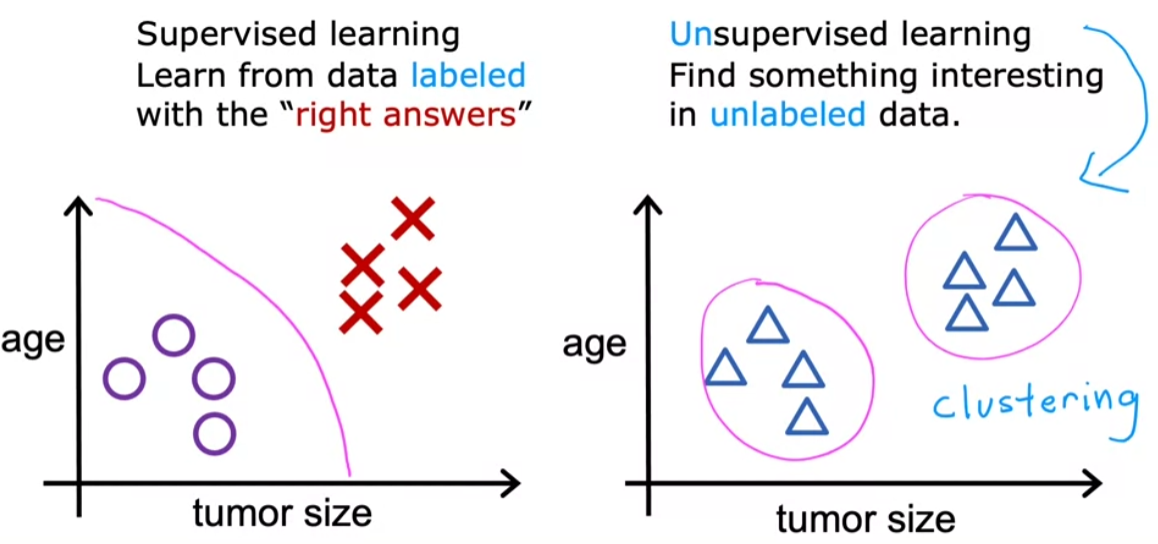 Supervised learning
Learn from data labeled
with the “right answers”
age
tumor size
Unsupervised learning
Find something interesting
in unlabeled data.
age
clustering
tumor size